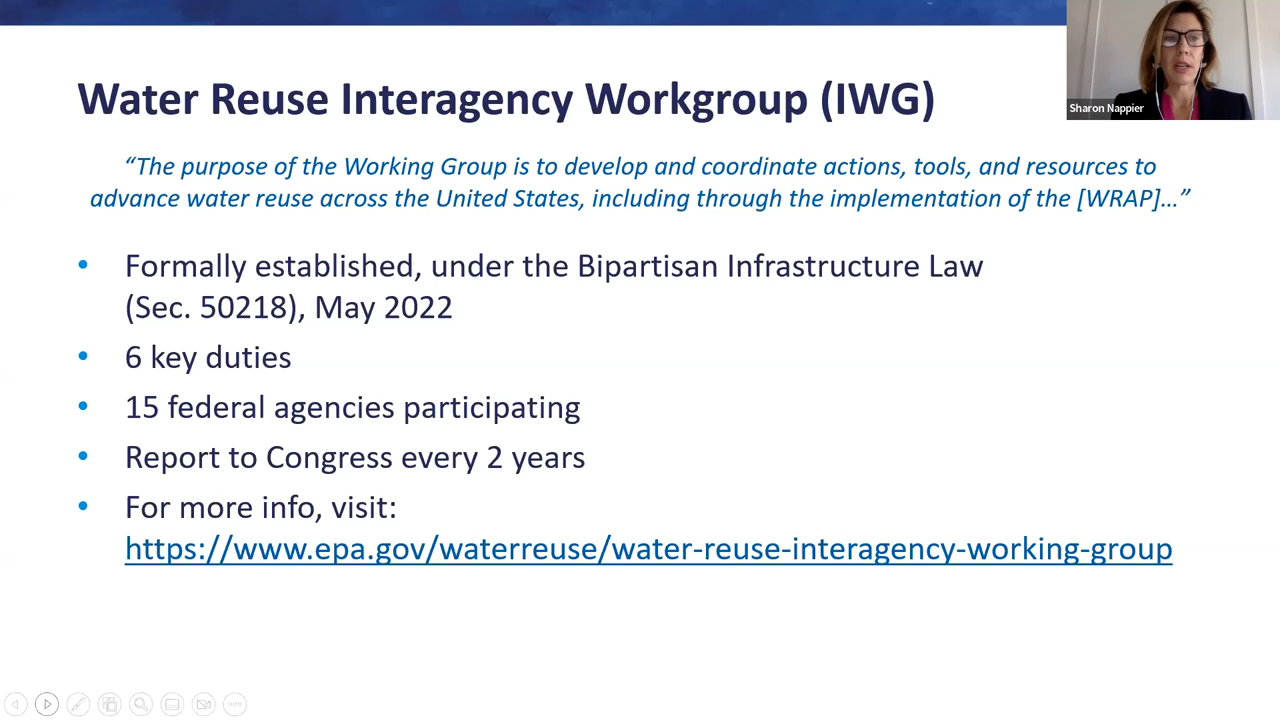 Water Reuse Interagency Workgroup (IWG)
Sharon Nappier
“The purpose of the Working Group is to develop and coordinate actions, tools, and resources to
advance water reuse across the United States, including through the implementation of the [WRAP]…”
• Formally established, under the Bipartisan Infrastructure Law
(Sec. 50218), May 2022
• 6 key duties
• 15 federal agencies participating
• Report to Congress every 2 years
• For more info, visit:
https://www.epa.gov/waterreuse/water-reuse-interagency-working-group